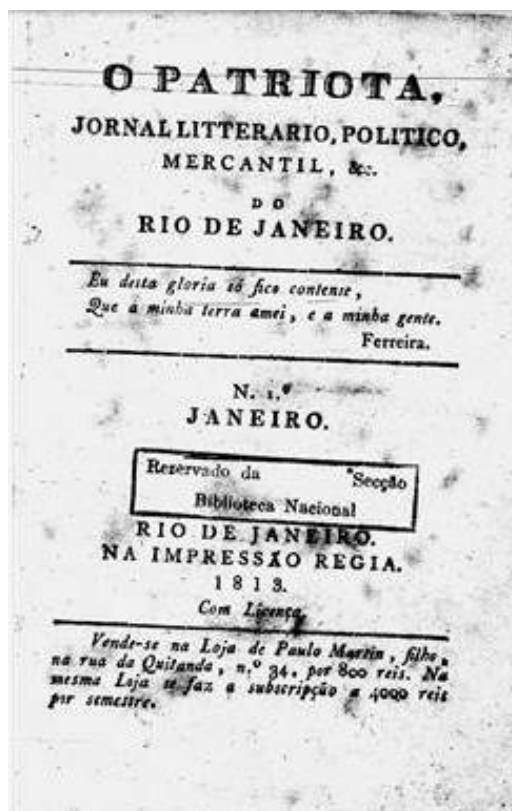 O PATRIOTA,
JORNAL LITTERARIO, POLITICO,
MERCANTIL, &c.
DO
RIO DE JANEIRO.
Eu desta gloria só fico contente,
Que a minha terra amei, e a minha gente.
Ferreira.
N. 1.º
JANEIRO.
Rezervado da Secção
Biblioteca Nacional
RIO DE JANEIRO.
NA IMPRESSÃO REGIA.
1813.
Com Licença.
Vende-se na Loja de Paulo Martin, filho,
na rua da Quitanda, n.º 34, por 800 reis. Na
mesma Loja se faz a subscripção a 4000 reis
por semestre.